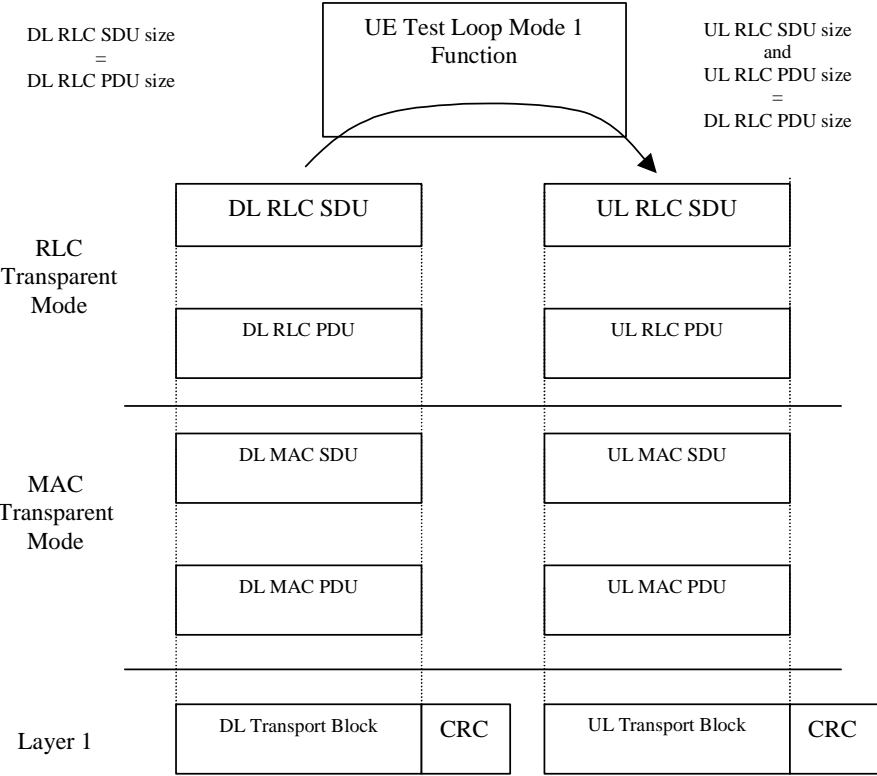 DL RLC SDU size
=
DL RLC PDU size
UE Test Loop Mode 1
Function
UL RLC SDU size
and
UL RLC PDU size
=
DL RLC PDU size
RLC
Transparent
Mode
DL RLC SDU
UL RLC SDU
DL RLC PDU
UL RLC PDU
MAC
Transparent
Mode
DL MAC SDU
UL MAC SDU
DL MAC PDU
UL MAC PDU
Layer 1
DL Transport Block
CRC
UL Transport Block
CRC